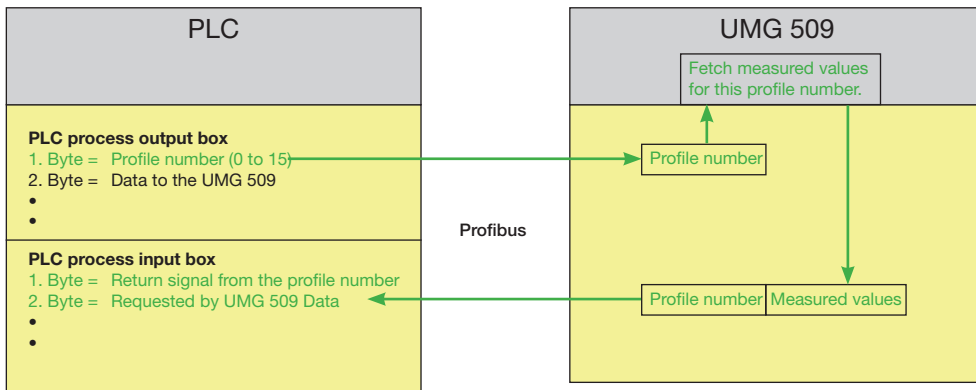 PLC
PLC process output box
1. Byte = Profile number (0 to 15)
2. Byte = Data to the UMG 509
•
•
PLC process input box
1. Byte = Return signal from the profile number
2. Byte = Requested by UMG 509 Data
•
•
Profibus
UMG 509
Fetch measured values
for this profile number.
Profile number
Profile number Measured values